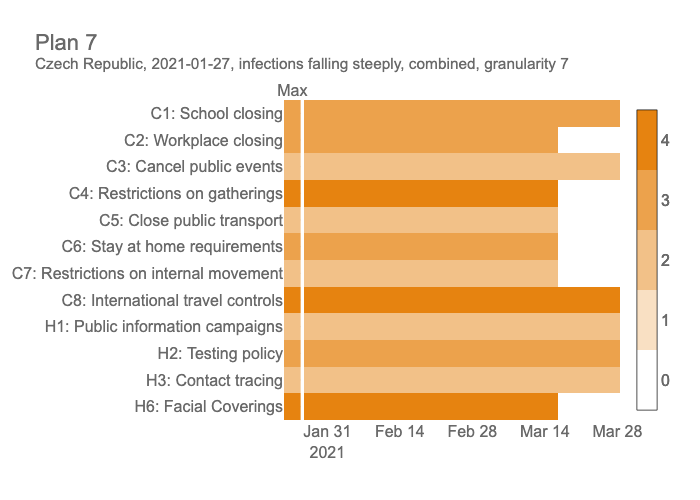 Plan 7
Czech Republic, 2021-01-27, infections falling steeply, combined, granularity 7
Max
C1: School closing
C2: Workplace closing
C3: Cancel public events
C4: Restrictions on gatherings
C5: Close public transport
C6: Stay at home requirements
C7: Restrictions on internal movement
C8: International travel controls
H1: Public information campaigns
H2: Testing policy
H3: Contact tracing
H6: Facial Coverings
4
3
2
1
0
Jan 31 Feb 14 Feb 28 Mar 14 Mar 28
2021